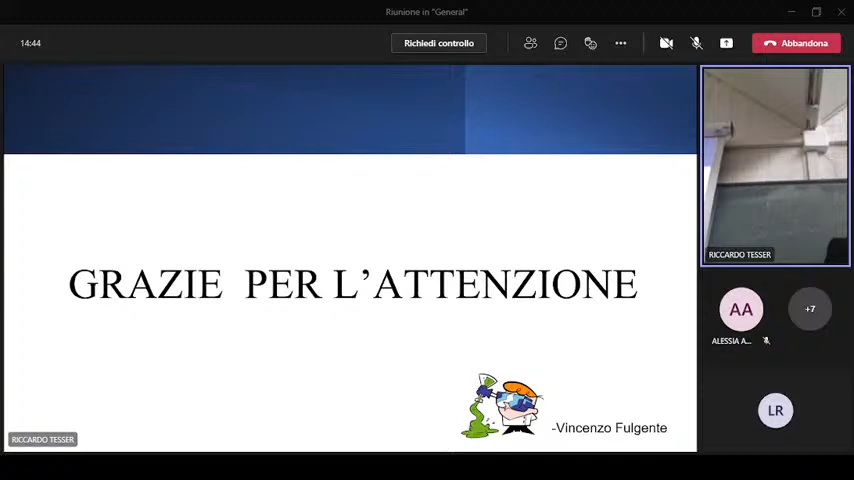 Riunione in "General"
14:44
Richiedi controllo
Abbandona
GRAZIE PER L'ATTENZIONE
-Vincenzo Fulgente
RICCARDO TESSER
RICCARDO TESSER
AA
+7
ALESSIA A...
LR